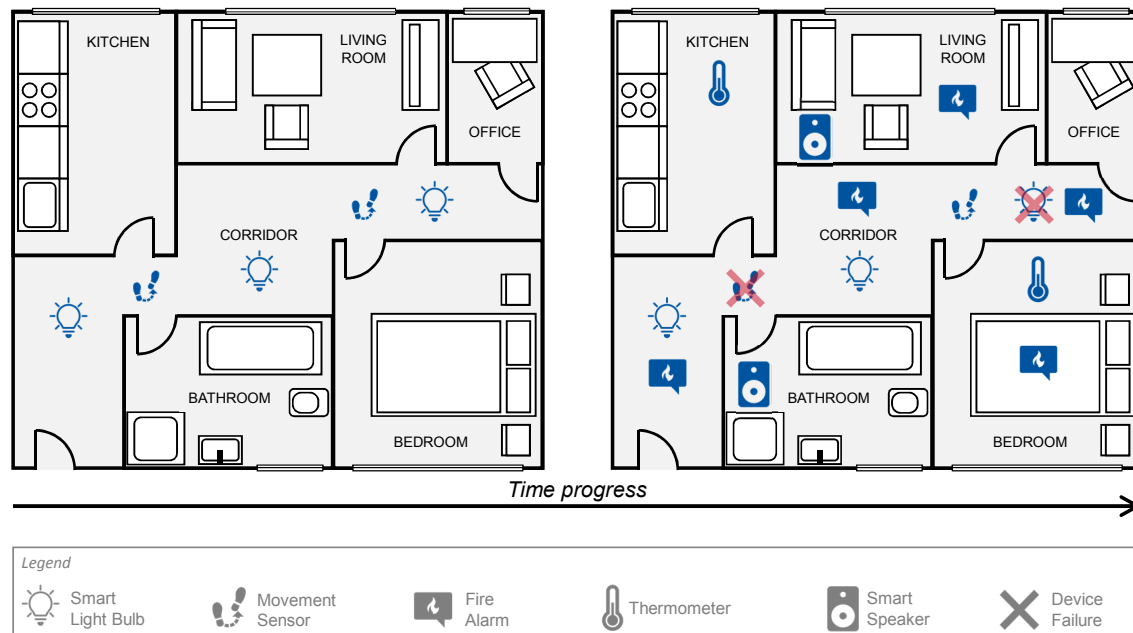 KITCHEN
LIVING
ROOM
OFFICE
CORRIDOR
BATHROOM
BEDROOM
KITCHEN
LIVING
ROOM
OFFICE
CORRIDOR
BATHROOM
BEDROOM
Time progress
Legend
Smart
Light Bulb
Movement
Sensor
Fire
Alarm
Thermometer
Smart
Speaker
Device
Failure